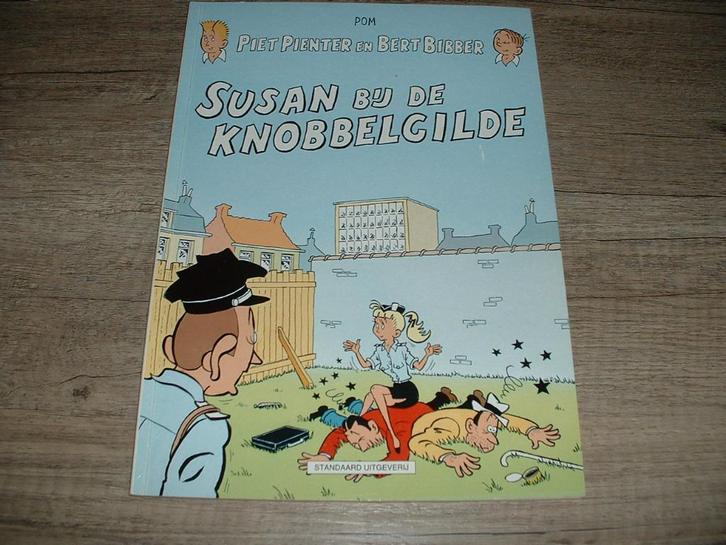 POM
PIET PIENTER EN BERT BIBBER
SUSAN BIJ DE
KNOBBELGILDE
STANDAARD UITGEVERIJ